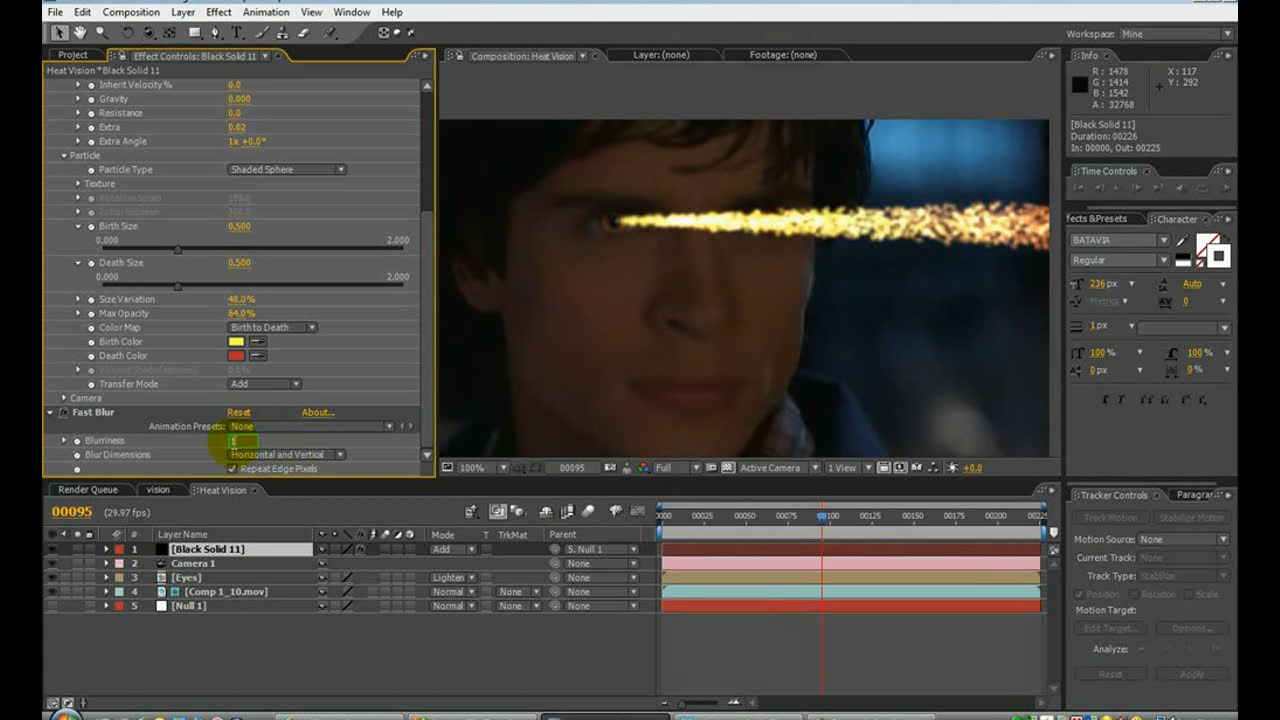 File Edit Composition Layer Effect Animation View Window Help
Workspace: Mine
Project Effect Controls: Black Solid 11
Heat Vision * Black Solid 11
Inherit Velocity % 0.0
Gravity 0.000
Resistance 0.0
Extra 0.02
Extra Angle 1x +0.0°
Particle
Particle Type Shaded Sphere
Texture
Birth Size 0.500
0.000 2.000
Death Size 0.500
0.000 2.000
Size Variation 48.0%
Max Opacity 84.0%
Color Map Birth to Death
Birth Color
Death Color
Transfer Mode Add
Camera
Fast Blur Reset About...
Animation Presets: None
Blurriness 1
Blur Dimensions Horizontal and Vertical
Repeat Edge Pixels
Composition: Heat Vision Layer: (none) Footage: (none)
100% 00095 Full Active Camera 1 View +0.0
Info
R: 1478 X: 117
G: 1414 Y: 292
B: 1542
A: 32768
[Black Solid 11]
Duration: 00226
In: 00000, Out: 00225
Time Controls
ffects & Presets Character
BATAVIA
Regular
236 px Auto
Metrics 0
1 px
100% 100%
0 px 0%
T T TT Tt
Render Queue vision Heat Vision
00095 (29.97 fps)
0000 00025 00050 00075 00100 00125 00150 00175 00200 00225
# Layer Name Mode T TrkMat Parent
1 [Black Solid 11] Add 5. Null 1
2 Camera 1 None
3 [Eyes] Lighten None
4 [Comp 1_10.mov] Normal None None
5 [Null 1] Normal None None
Tracker Controls Paragra
Track Motion Stabilize Motion
Motion Source: None
Current Track: None
Track Type: Stabilize
Position Rotation Scale
Motion Target:
Edit Target... Options...
Analyze:
Reset Apply